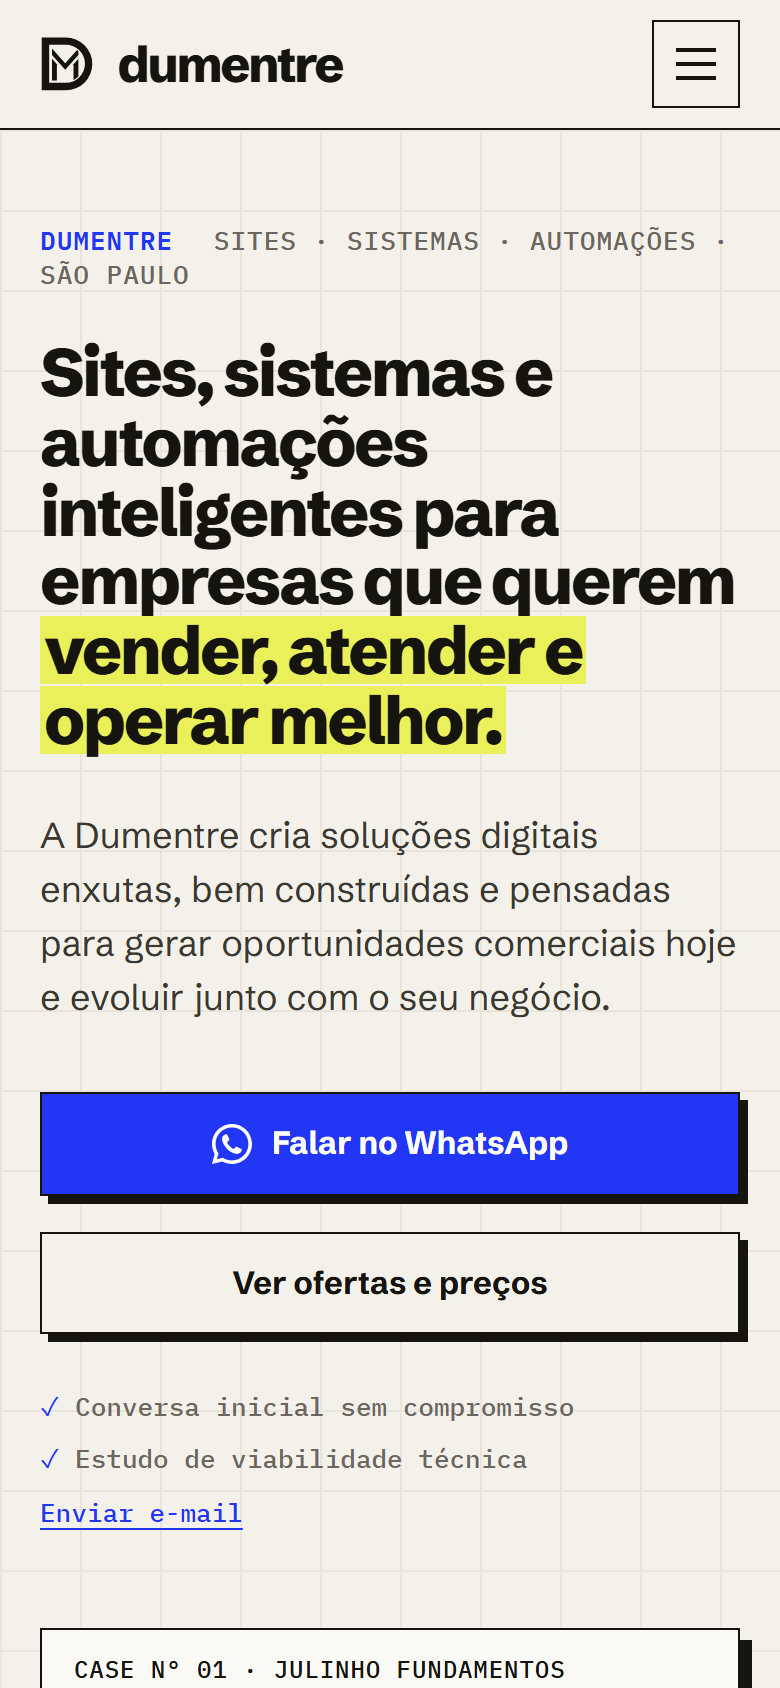 dumentre
DUMENTRE SITES · SISTEMAS · AUTOMAÇÕES ·
SÃO PAULO
Sites, sistemas e
automações
inteligentes para
empresas que querem
vender, atender e
operar melhor.
A Dumentre cria soluções digitais
enxutas, bem construídas e pensadas
para gerar oportunidades comerciais hoje
e evoluir junto com o seu negócio.
Falar no WhatsApp
Ver ofertas e preços
✓ Conversa inicial sem compromisso
✓ Estudo de viabilidade técnica
Enviar e-mail
CASE N° 01 · JULINHO FUNDAMENTOS